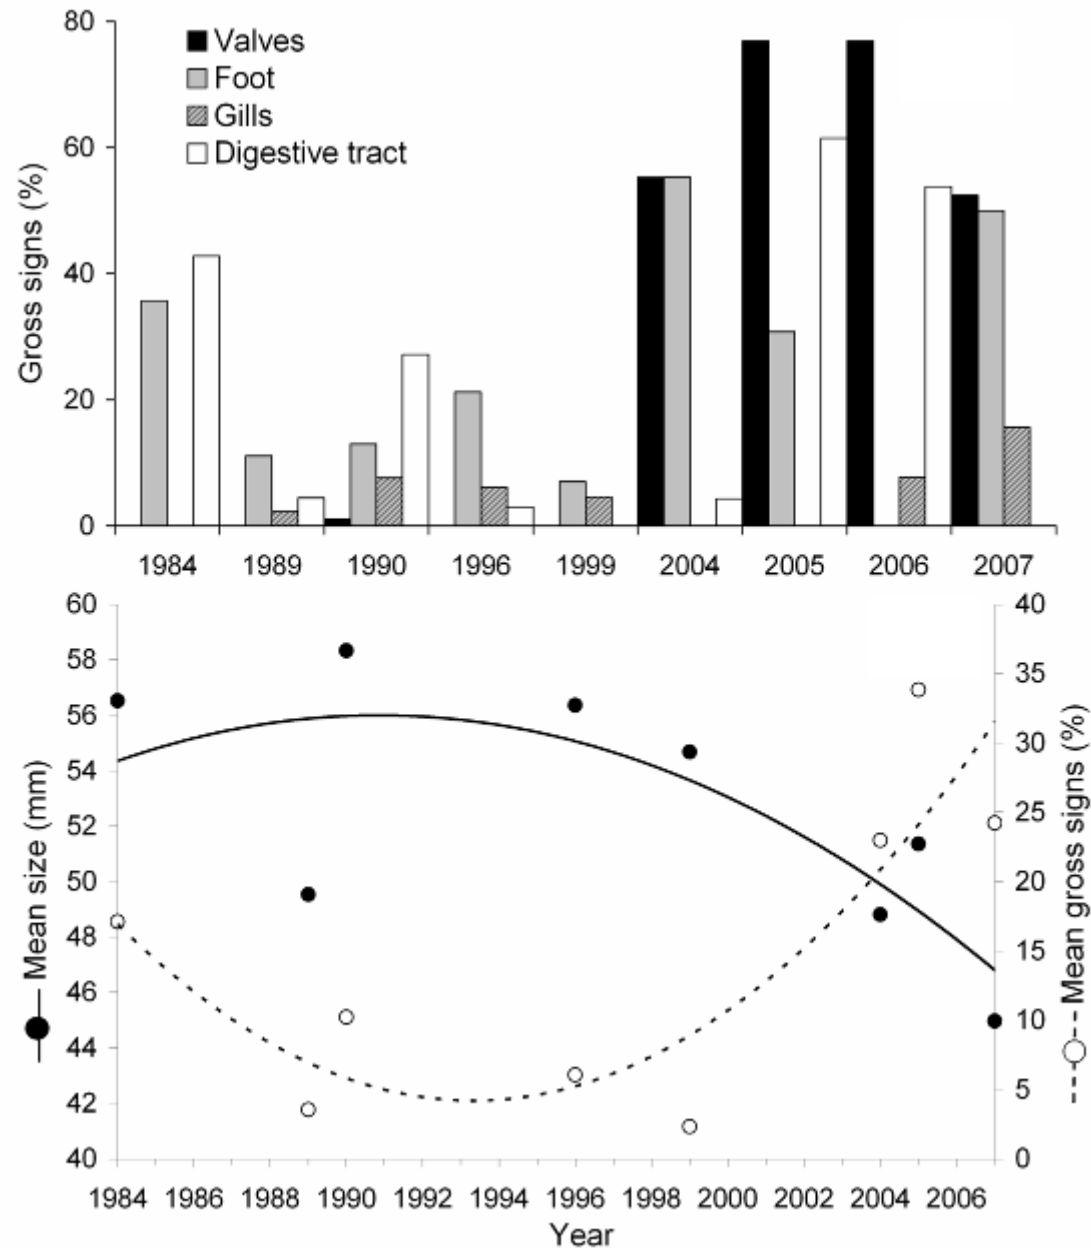 80
60
40
20
0
Gross signs (%)
Valves
Foot
Gills
Digestive tract
1984 1989 1990 1996 1999 2004 2005 2006 2007
60
58
56
54
52
50
48
46
44
42
40
Mean size (mm)
40
35
30
25
20
15
10
5
0
Mean gross signs (%)
1984 1986 1988 1990 1992 1994 1996 1998 2000 2002 2004 2006
Year